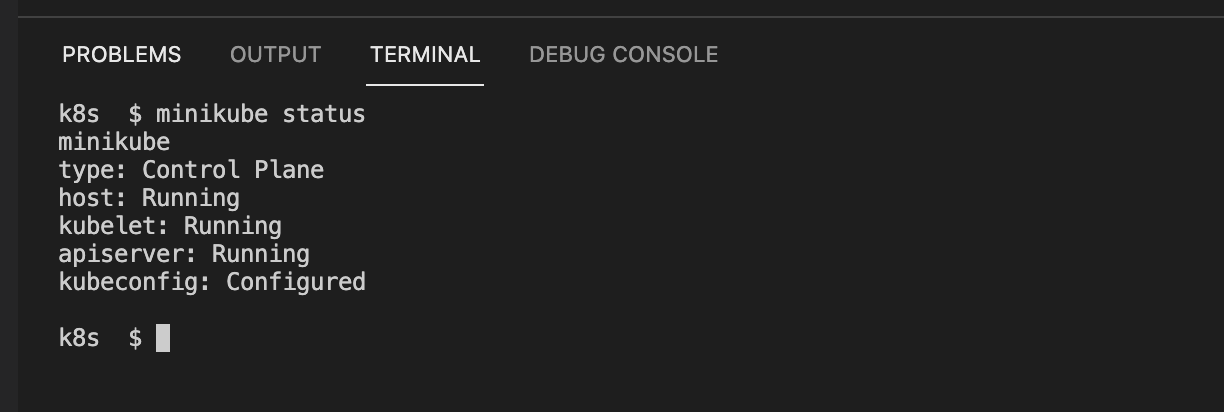 PROBLEMS OUTPUT TERMINAL DEBUG CONSOLE
k8s  $ minikube status
minikube
type: Control Plane
host: Running
kubelet: Running
apiserver: Running
kubeconfig: Configured
k8s  $